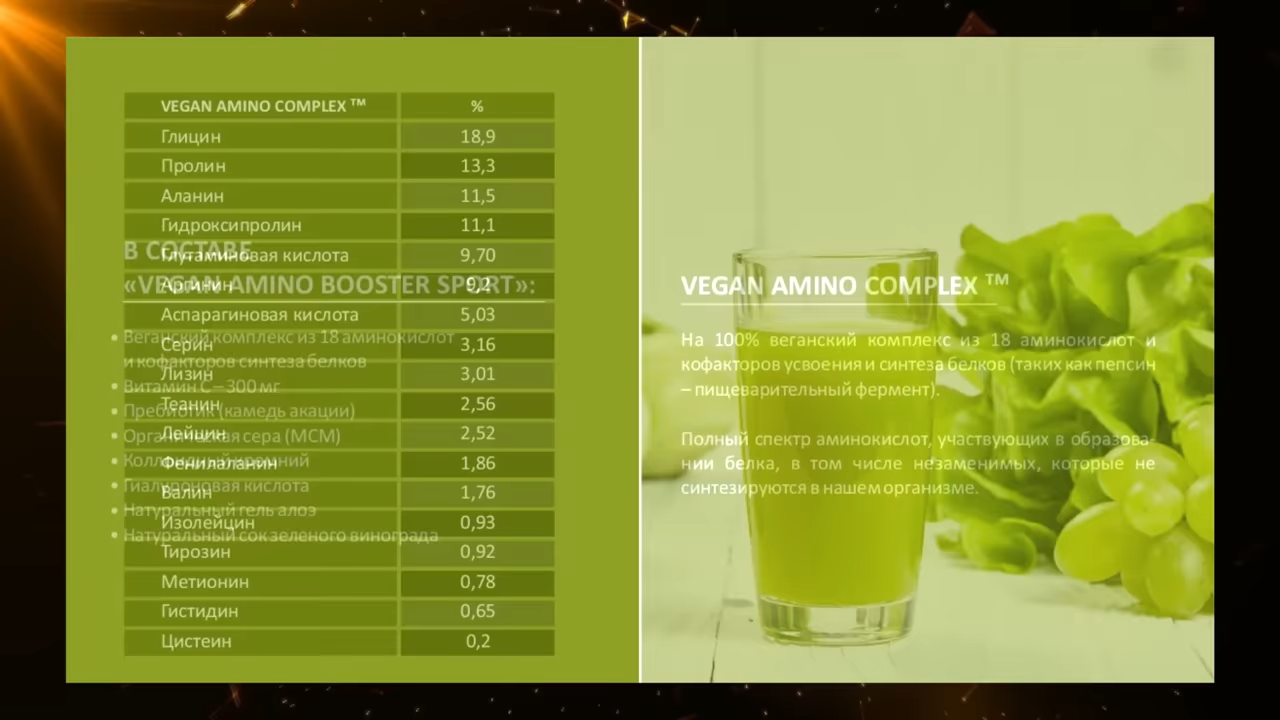 VEGAN AMINO COMPLEX ™ %
Глицин 18,9
Пролин 13,3
Аланин 11,5
Гидроксипролин 11,1
Глутаминовая кислота 9,70
Аргинин 9,2
Аспарагиновая кислота 5,03
Серин 3,16
Лизин 3,01
Теанин 2,56
Лейцин 2,52
Фенилаланин 1,86
Валин 1,76
Изолейцин 0,93
Тирозин 0,92
Метионин 0,78
Гистидин 0,65
Цистеин 0,2
В СОСТАВЕ
«VEGAN AMINO BOOSTER SPORT»:
• Веганский комплекс из 18 аминокислот
и кофакторов синтеза белков
• Витамин С – 300 мг
• Пребиотик (камедь акации)
• Органическая сера (МСМ)
• Коллоидный кремний
• Гиалуроновая кислота
• Натуральный гель алоэ
• Натуральный сок зеленого винограда
VEGAN AMINO COMPLEX ™
На 100% веганский комплекс из 18 аминокислот и
кофакторов усвоения и синтеза белков (таких как пепсин
– пищеварительный фермент).
Полный спектр аминокислот, участвующих в образова-
нии белка, в том числе незаменимых, которые не
синтезируются в нашем организме.